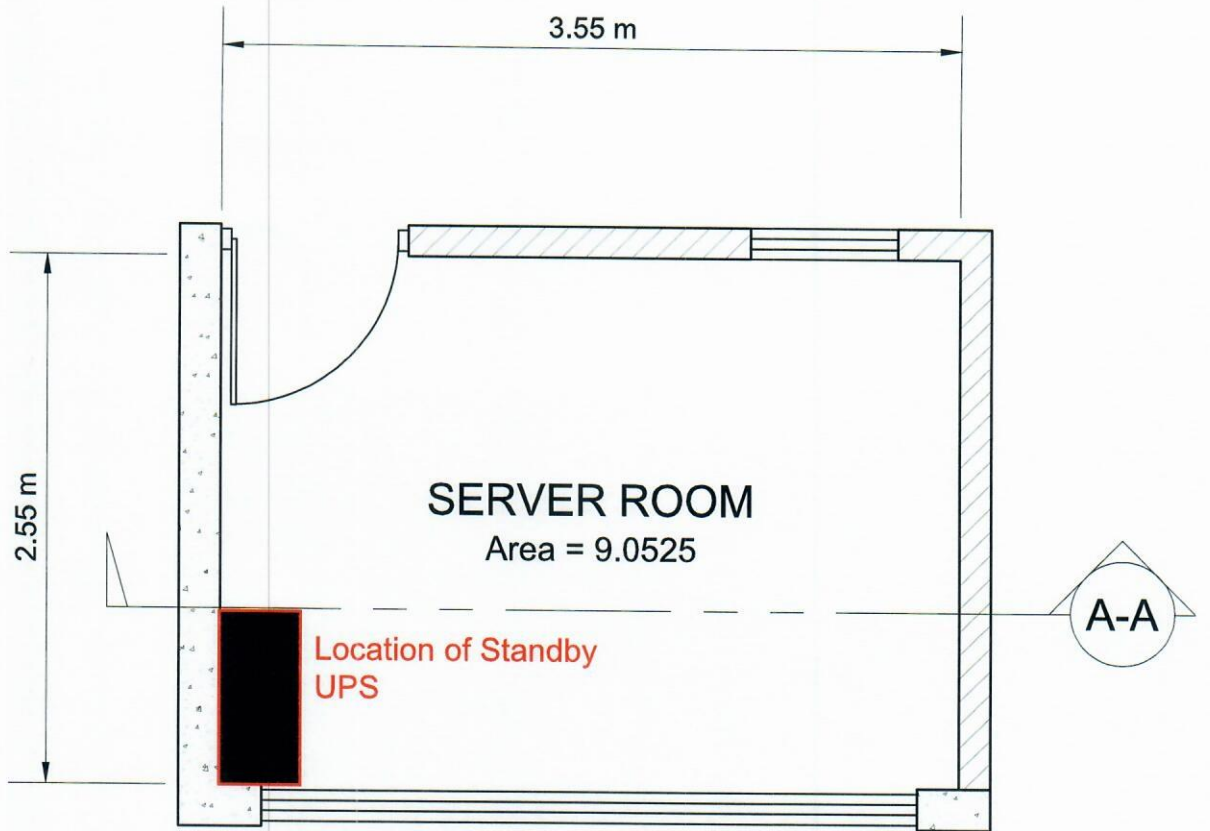 3.55 m
2.55 m
SERVER ROOM
Area = 9.0525
A-A
Location of Standby
UPS